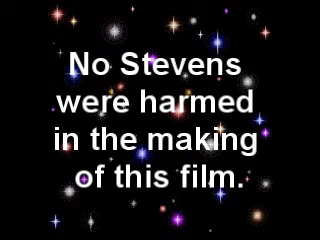 No Stevens
were harmed
in the making
of this film.